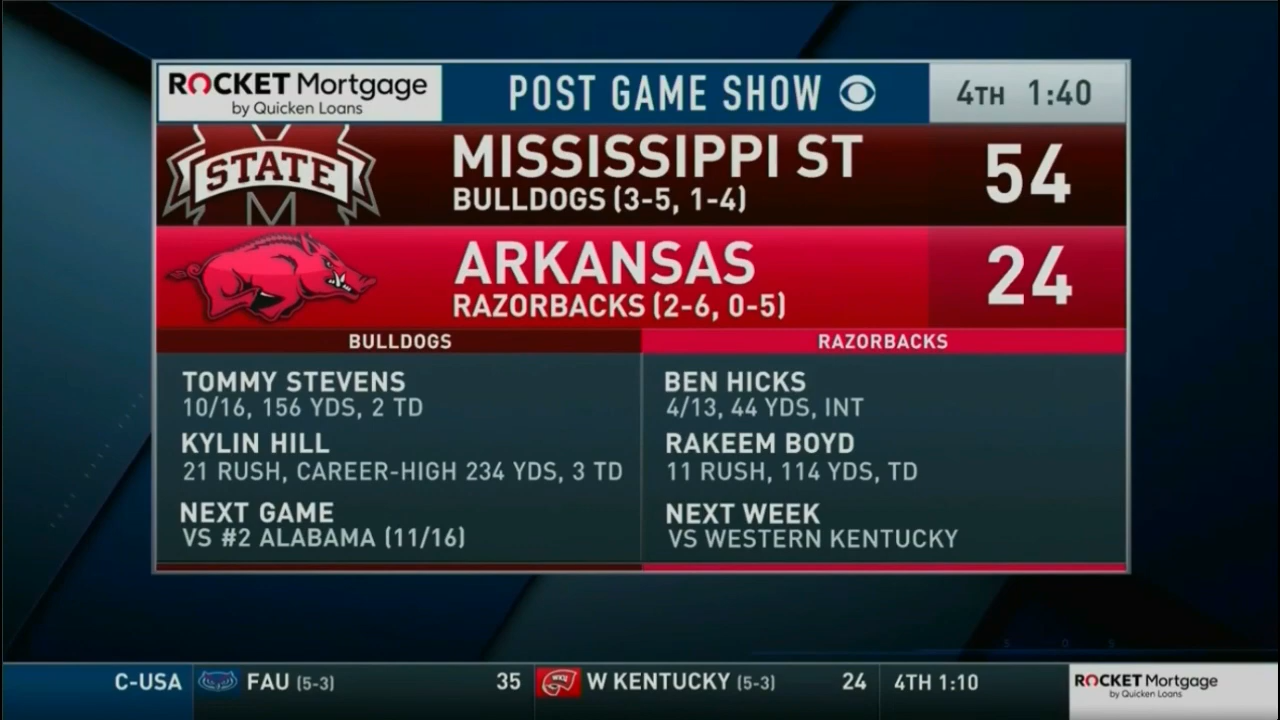 ROCKET Mortgage
by Quicken Loans
POST GAME SHOW
4TH 1:40
STATE
M
MISSISSIPPI ST
BULLDOGS (3-5, 1-4)
54
ARKANSAS
RAZORBACKS (2-6, 0-5)
24
BULLDOGS
RAZORBACKS
TOMMY STEVENS
10/16, 156 YDS, 2 TD
KYLIN HILL
21 RUSH, CAREER-HIGH 234 YDS, 3 TD
NEXT GAME
VS #2 ALABAMA (11/16)
BEN HICKS
4/13, 44 YDS, INT
RAKEEM BOYD
11 RUSH, 114 YDS, TD
NEXT WEEK
VS WESTERN KENTUCKY
C-USA FAU (5-3) 35 WKU W KENTUCKY (5-3) 24 4TH 1:10
ROCKET Mortgage
by Quicken Loans